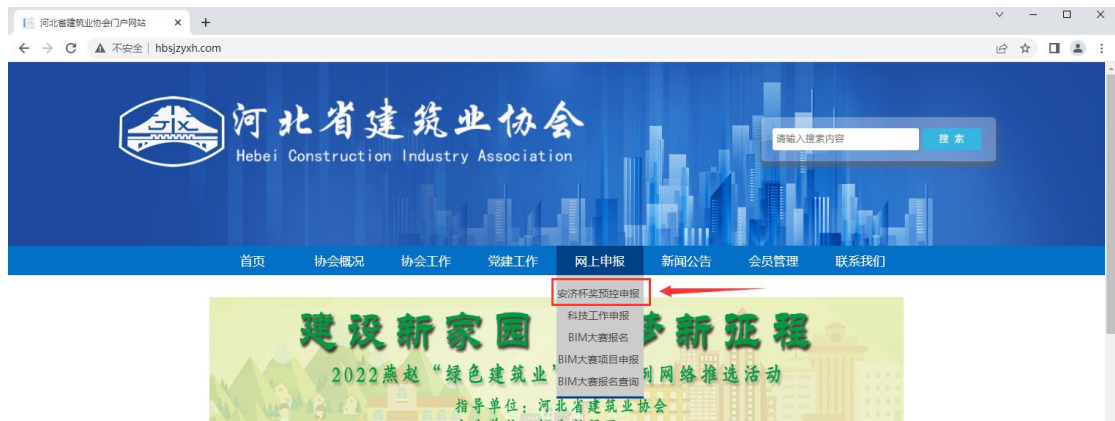 河北省建筑业协会门户网站
不安全 hbsjzyxh.com
河北省建筑业协会
Hebei Construction Industry Association
请输入搜索内容 搜 索
首页 协会概况 协会工作 党建工作 网上申报 新闻公告 会员管理 联系我们
安济杯奖预控申报
科技工作申报
BIM大赛报名
BIM大赛项目申报
BIM大赛报名查询
建设新家园 梦新征程
2022燕赵“绿色建筑业” 例网络推选活动
指导单位：河北省建筑业协会